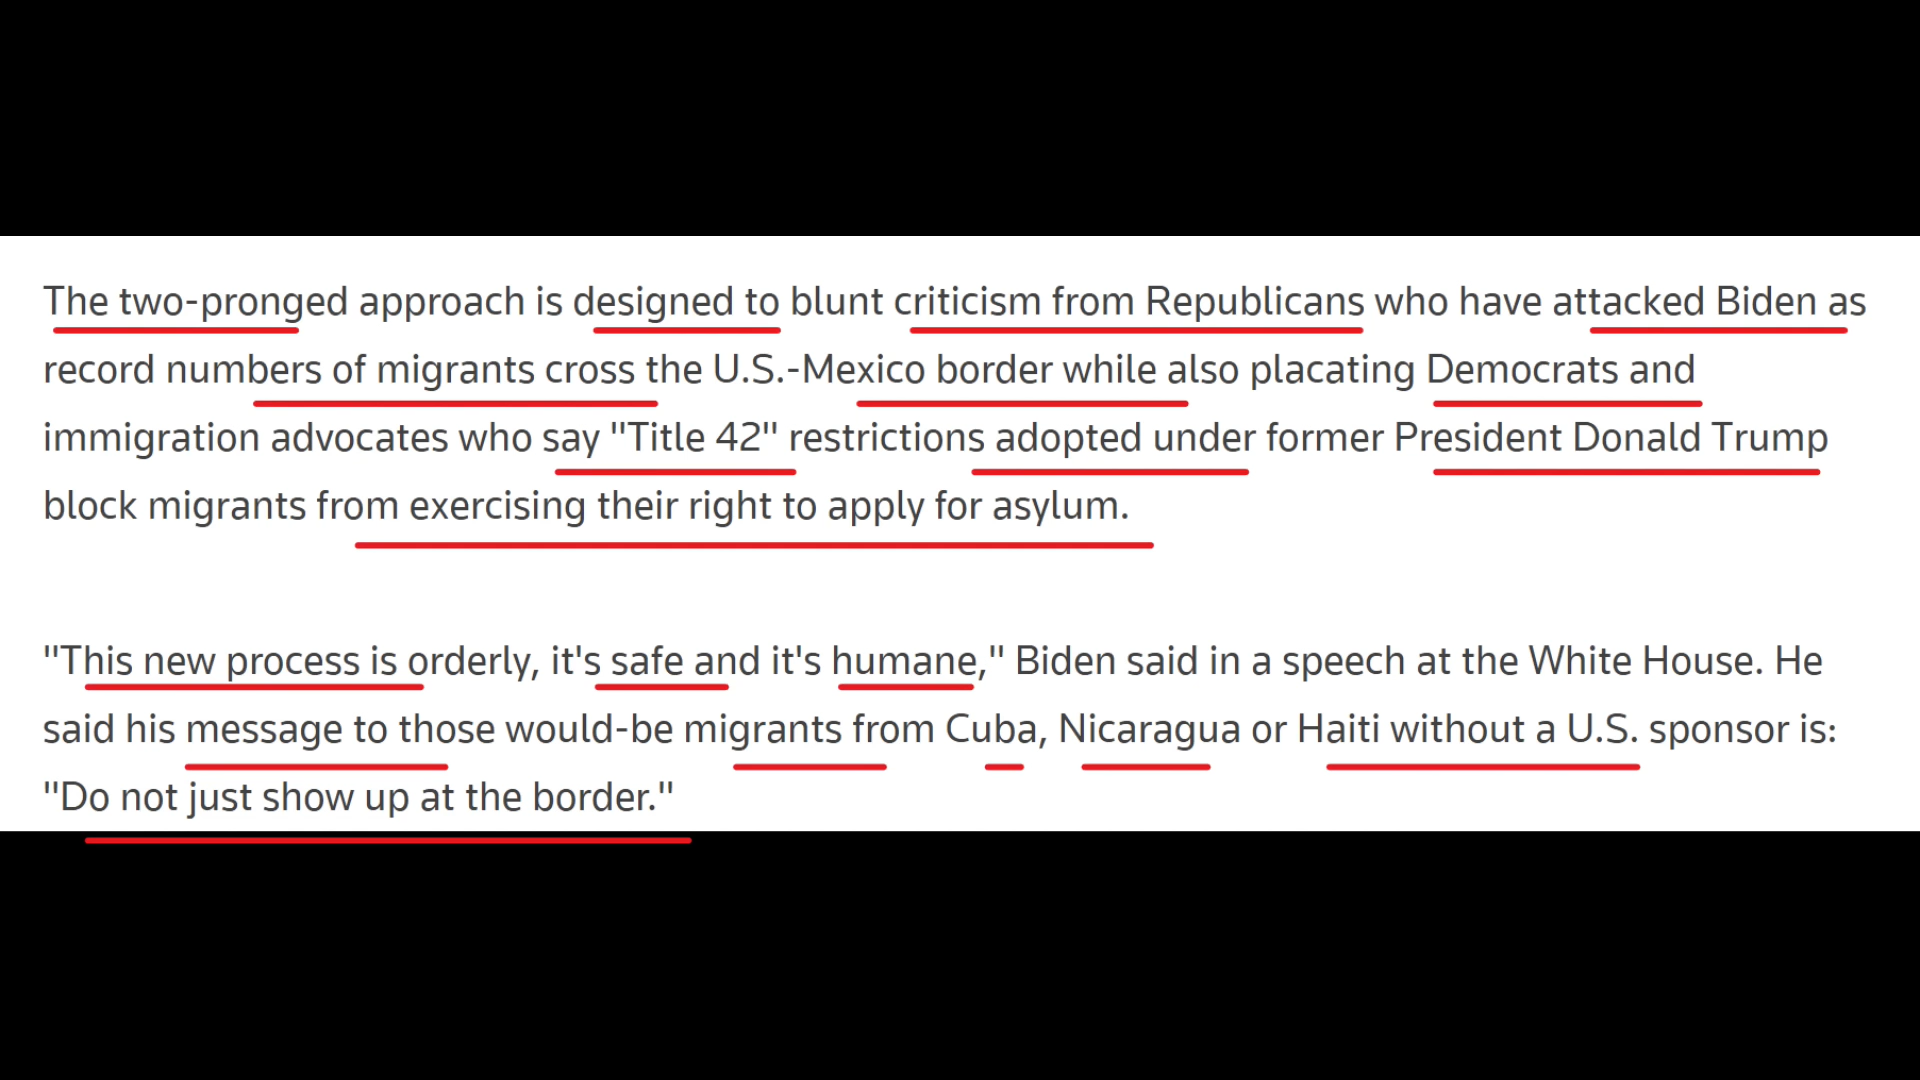 The two-pronged approach is designed to blunt criticism from Republicans who have attacked Biden as
record numbers of migrants cross the U.S.-Mexico border while also placating Democrats and
immigration advocates who say "Title 42" restrictions adopted under former President Donald Trump
block migrants from exercising their right to apply for asylum.
"This new process is orderly, it's safe and it's humane," Biden said in a speech at the White House. He
said his message to those would-be migrants from Cuba, Nicaragua or Haiti without a U.S. sponsor is:
"Do not just show up at the border."